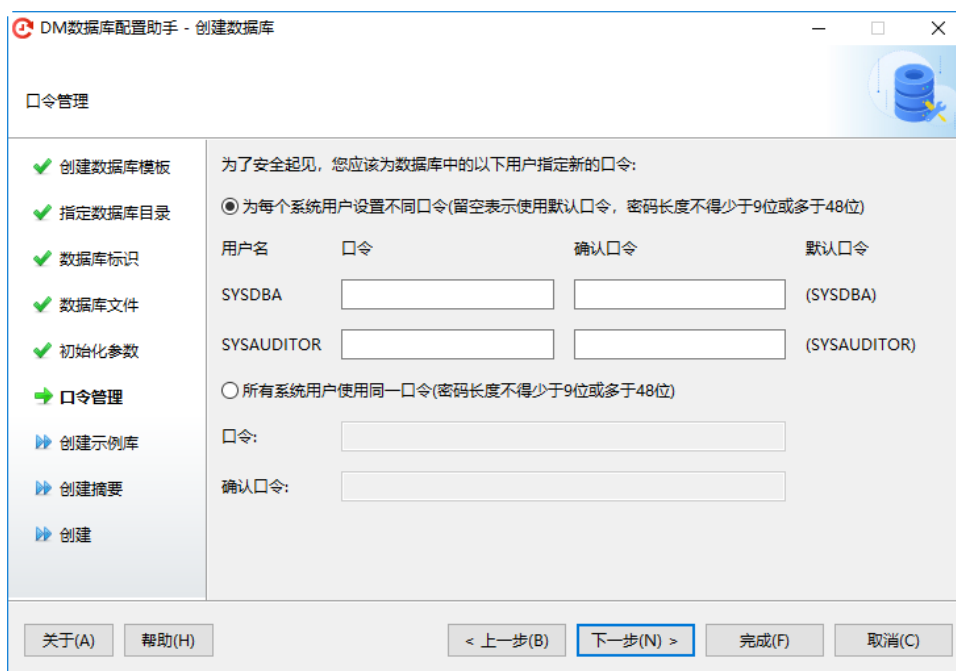 DM数据库配置助手 - 创建数据库
口令管理
创建数据库模板
指定数据库目录
数据库标识
数据库文件
初始化参数
口令管理
创建示例库
创建摘要
创建
为了安全起见，您应该为数据库中的以下用户指定新的口令:
为每个系统用户设置不同口令(留空表示使用默认口令，密码长度不得少于9位或多于48位)
用户名 口令 确认口令 默认口令
SYSDBA (SYSDBA)
SYSAUDITOR (SYSAUDITOR)
所有系统用户使用同一口令(密码长度不得少于9位或多于48位)
口令:
确认口令:
关于(A) 帮助(H) < 上一步(B) 下一步(N) > 完成(F) 取消(C)